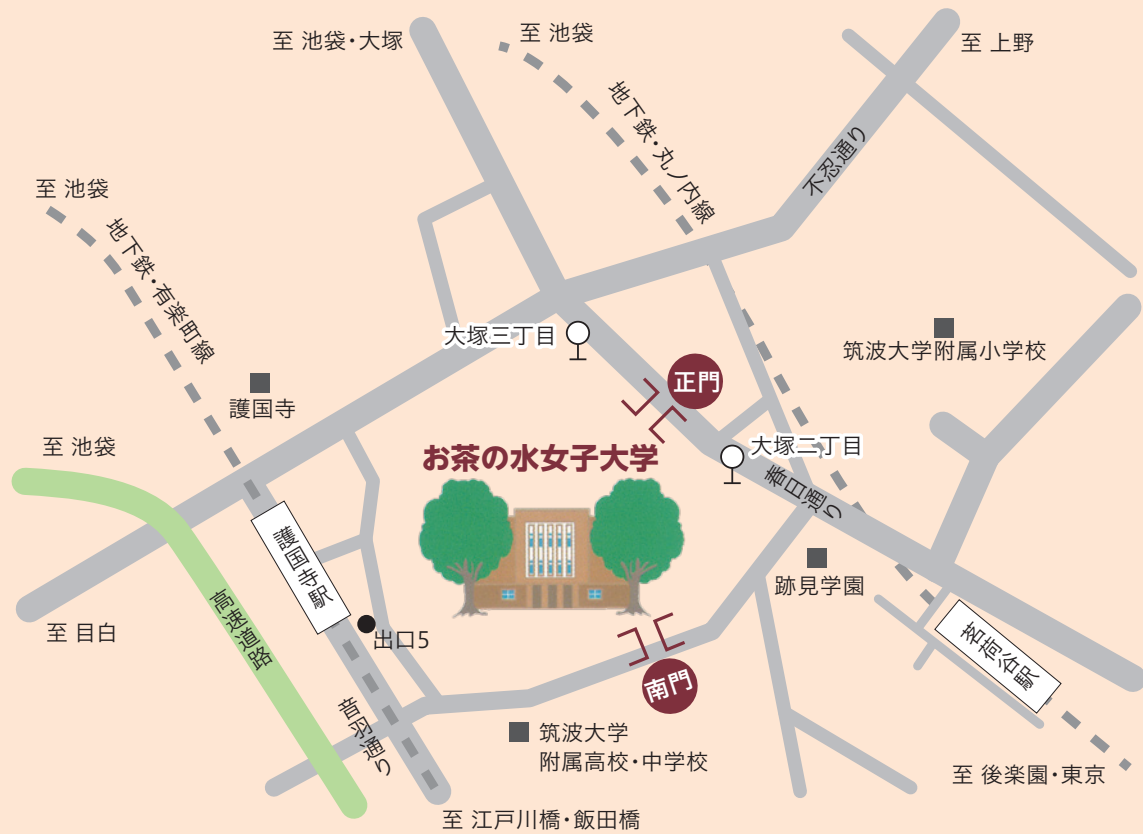 至 池袋・大塚
至 池袋
至 上野
地下鉄・丸ノ内線
不忍通り
至 池袋
地下鉄・有楽町線
大塚三丁目
筑波大学附属小学校
正門
護国寺
至 池袋
お茶の水女子大学
大塚二丁目
春日通り
護国寺駅
跡見学園
高速道路
至 目白
出口5
茗荷谷駅
南門
音羽通り
筑波大学
附属高校・中学校
至 後楽園・東京
至 江戸川橋・飯田橋